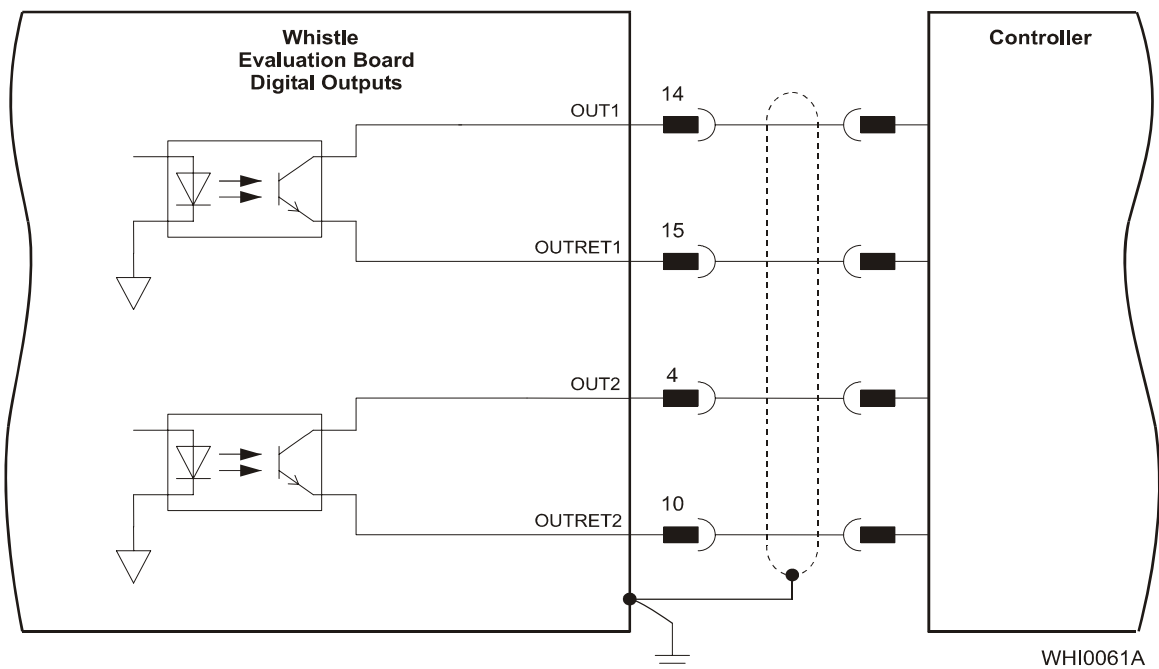 Whistle
Evaluation Board
Digital Outputs
Controller
OUT1
14
OUTRET1
15
OUT2
4
OUTRET2
10
WHI0061A